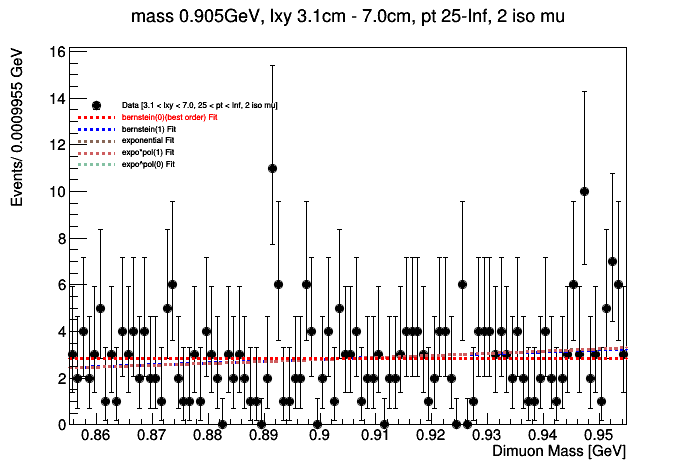 mass 0.905GeV, lxy 3.1cm - 7.0cm, pt 25-Inf, 2 iso mu
Events/ 0.0009955 GeV
16
14
12
10
8
6
4
2
0
Data [3.1 < lxy < 7.0, 25 < pt < Inf, 2 iso mu]
bernstein(0)(best order) Fit
bernstein(1) Fit
exponential Fit
expo*pol(1) Fit
expo^pol(0) Fit
0.86 0.87 0.88 0.89 0.9 0.91 0.92 0.93 0.94 0.95
Dimuon Mass [GeV]